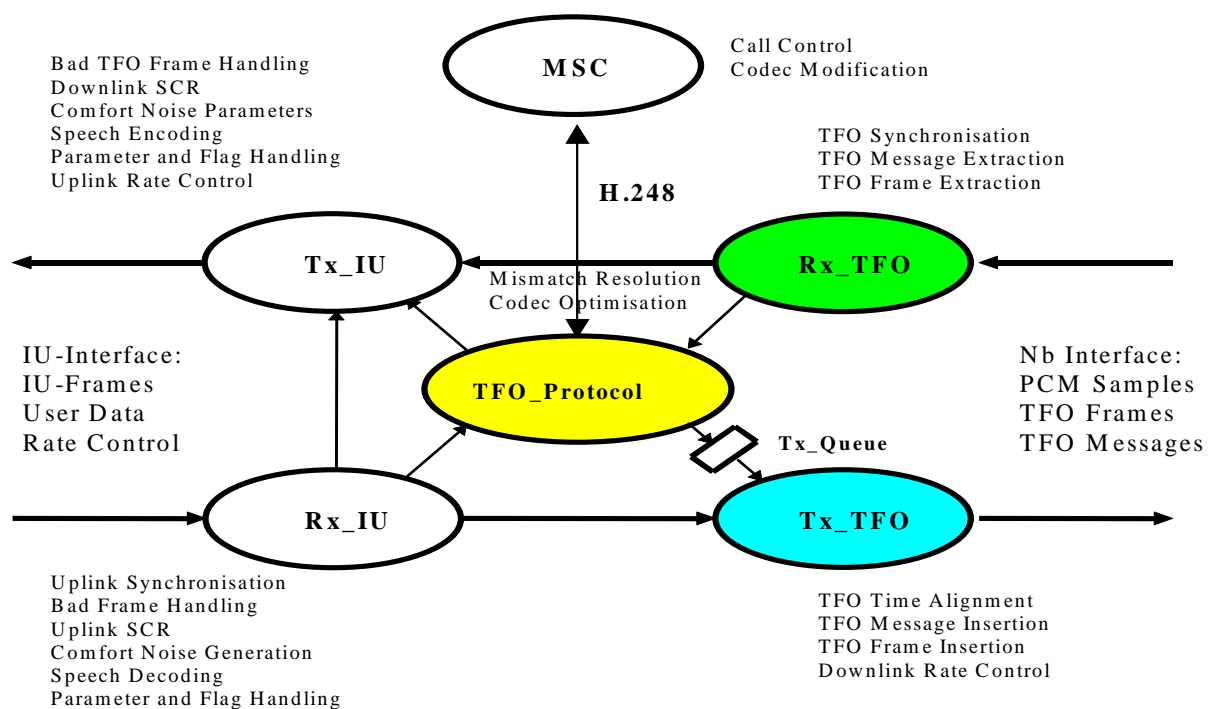 Bad TFO Frame Handling
Downlink SCR
Comfort Noise Parameters
Speech Encoding
Parameter and Flag Handling
Uplink Rate Control
MSC
Call Control
Codec Modification
TFO Synchronisation
TFO Message Extraction
TFO Frame Extraction
H.248
Tx_IU
Rx_TFO
Mismatch Resolution
Codec Optimisation
IU-Interface:
IU-Frames
User Data
Rate Control
TFO_Protocol
Nb Interface:
PCM Samples
TFO Frames
TFO Messages
Tx_Queue
Rx_IU
Tx_TFO
Uplink Synchronisation
Bad Frame Handling
Uplink SCR
Comfort Noise Generation
Speech Decoding
Parameter and Flag Handling
TFO Time Alignment
TFO Message Insertion
TFO Frame Insertion
Downlink Rate Control